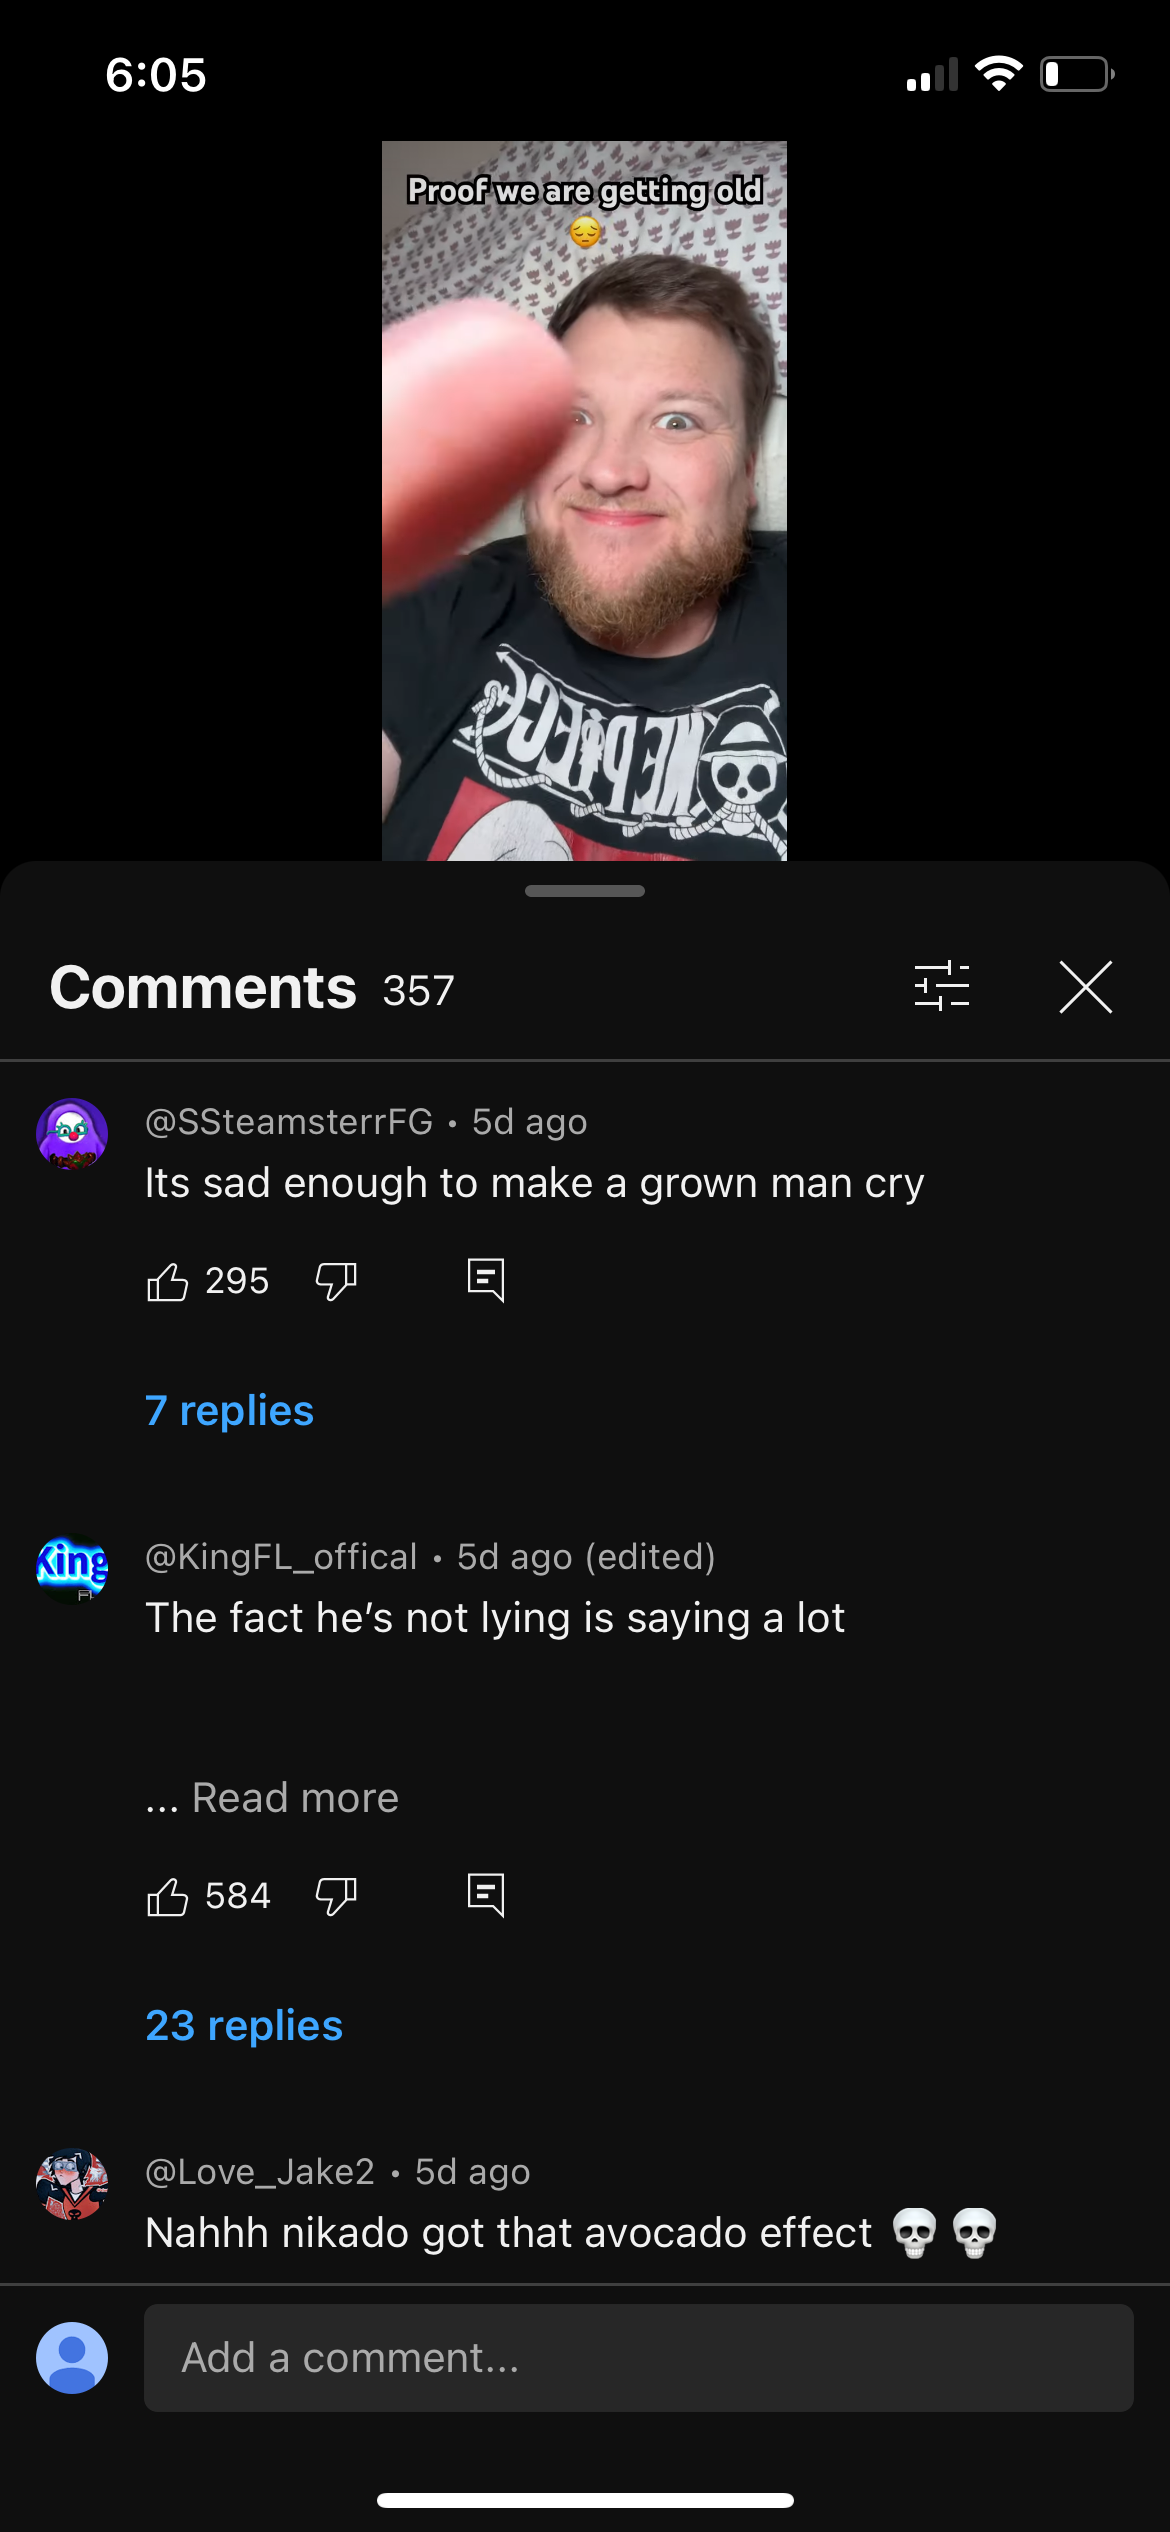 6:05
Proof we are getting old
😔
ONE PIECE
Comments 357
@SSteamsterrFG • 5d ago
Its sad enough to make a grown man cry
295
7 replies
King
FL
@KingFL_offical • 5d ago (edited)
The fact he’s not lying is saying a lot
... Read more
584
23 replies
@Love_Jake2 • 5d ago
Nahhh nikado got that avocado effect 💀💀
Add a comment...